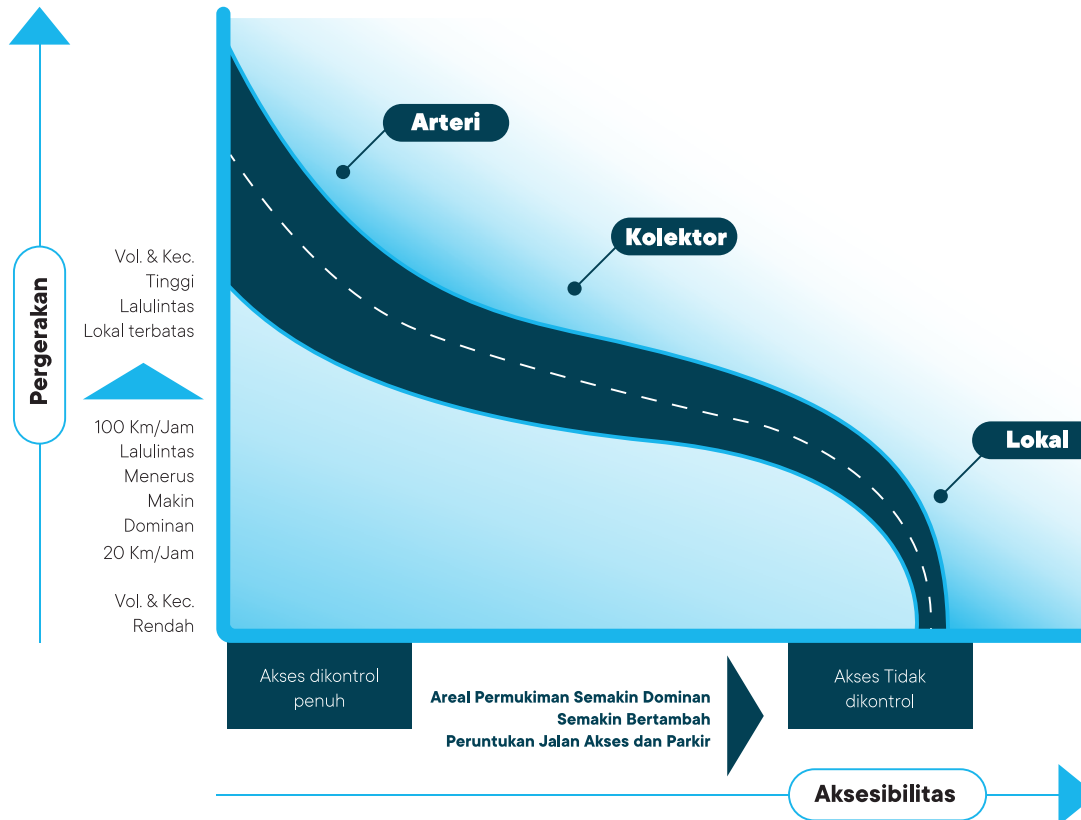 Arteri
Kolektor
Lokal
Pergerakan
Vol. & Kec.
Tinggi
Lalulintas
Lokal terbatas
100 Km/Jam
Lalulintas
Menerus
Makin
Dominan
20 Km/Jam
Vol. & Kec.
Rendah
Akses dikontrol
penuh
Areal Permukiman Semakin Dominan
Semakin Bertambah
Peruntukan Jalan Akses dan Parkir
Akses Tidak
dikontrol
Aksesibilitas